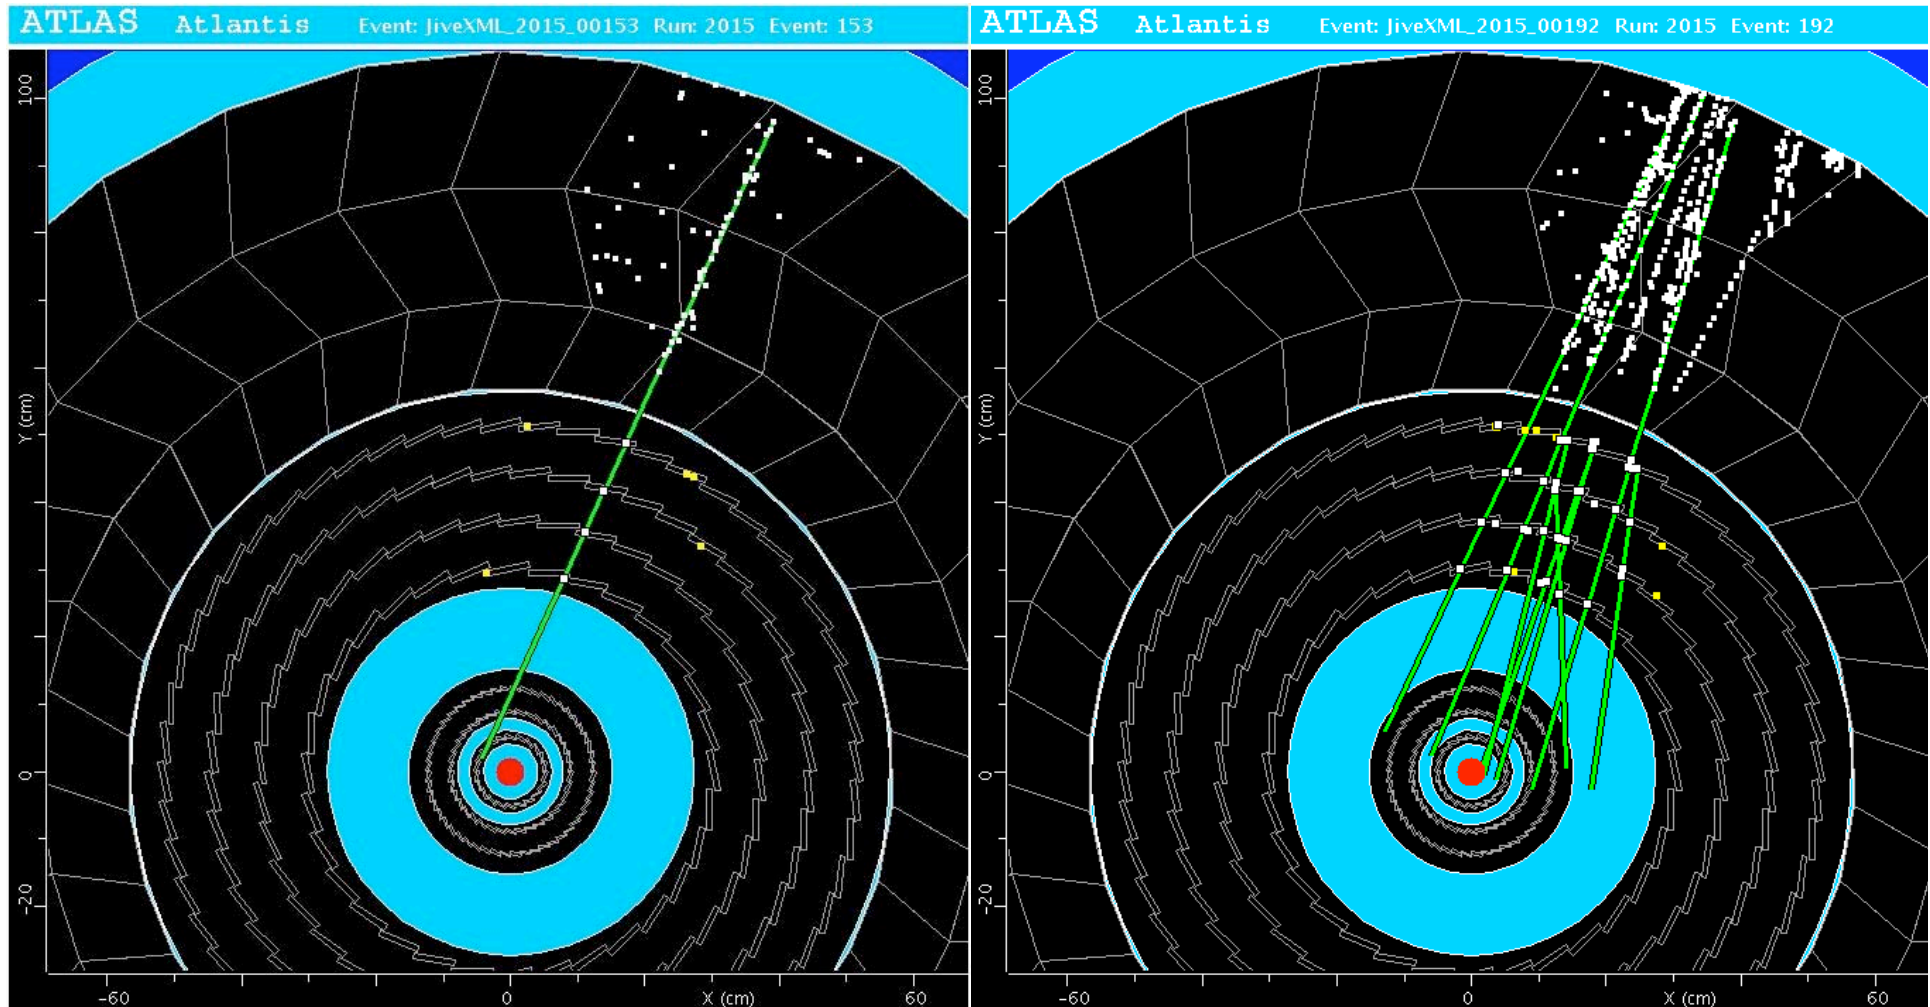 ATLAS Atlantis Event: JiveXML_2015_00153 Run: 2015 Event: 153
100
Y (cm)
0
-20
-60 0 X (cm) 60
ATLAS Atlantis Event: JiveXML_2015_00192 Run: 2015 Event: 192
100
Y (cm)
0
-20
-60 0 X (cm) 60